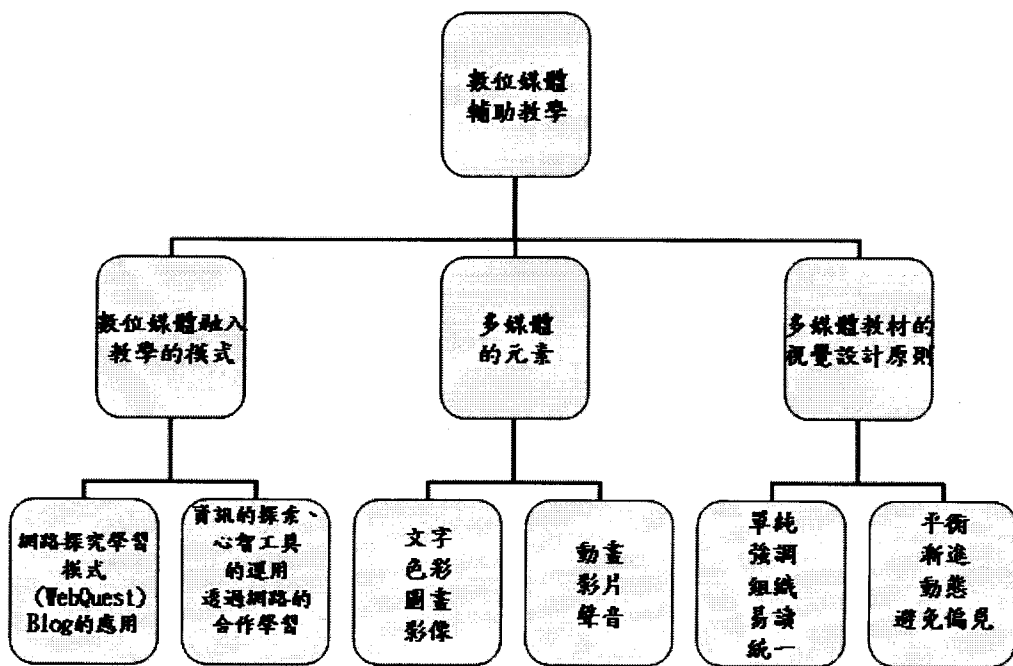 數位媒體
輔助教學
數位媒體融入
教學的模式
多媒體
的元素
多媒體教材的
視覺設計原則
網路探究學習
模式
(WebQuest)
Blog的應用
資訊的探索、
心智工具
的運用
透過網路的
合作學習
文字
色彩
圖畫
影像
動畫
影片
聲音
單純
強調
組織
易讀
統一
平衡
漸進
動態
避免偏見